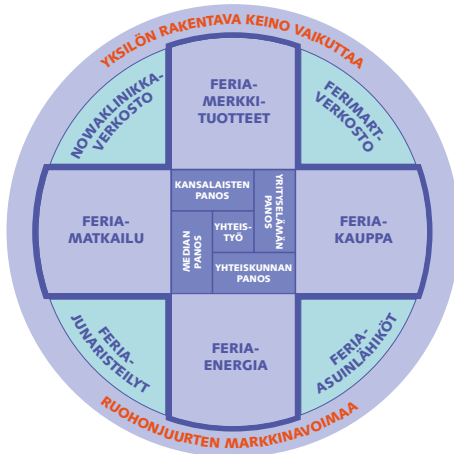 YKSILÖN RAKENTAVA KEINO VAIKUTTAA
NOWAKLINIKKA-
VERKOSTO
FERIA-
MERKKI-
TUOTTEET
FERIMART-
VERKOSTO
FERIA-
MATKAILU
KANSALAISTEN
PANOS
YRITYSELÄMÄN
PANOS
MEDIAN
PANOS
YHTEIS-
TYÖ
YHTEISKUNNAN
PANOS
FERIA-
KAUPPA
FERIA-
JUNARISTEILYT
FERIA-
ENERGIA
FERIA-
ASUINLÄHIKÖT
RUOHONJUURTEN MARKKINAVOIMAA